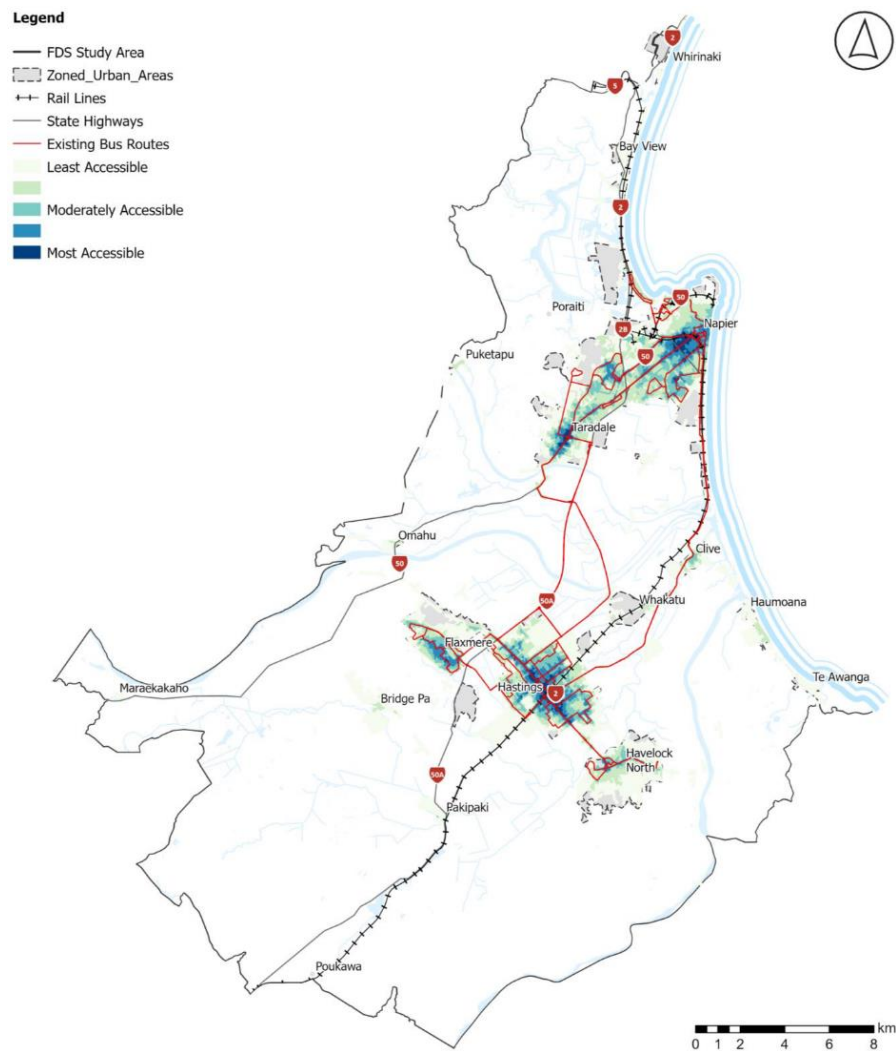 Legend
FDS Study Area
Zoned_Urban_Areas
Rail Lines
State Highways
Existing Bus Routes
Least Accessible
Moderately Accessible
Most Accessible
2
Whirinaki
5
Bay View
2
50
Poraiti
Napier
2B
50
Puketapu
Taradale
Omahu
50
Clive
50A
Whakatu
Haumoana
Flaxmere
Te Awanga
Hastings
2
Maraekakaho
Bridge Pa
Havelock
North
50A
Pakipaki
Poukawa
km
0 1 2 4 6 8